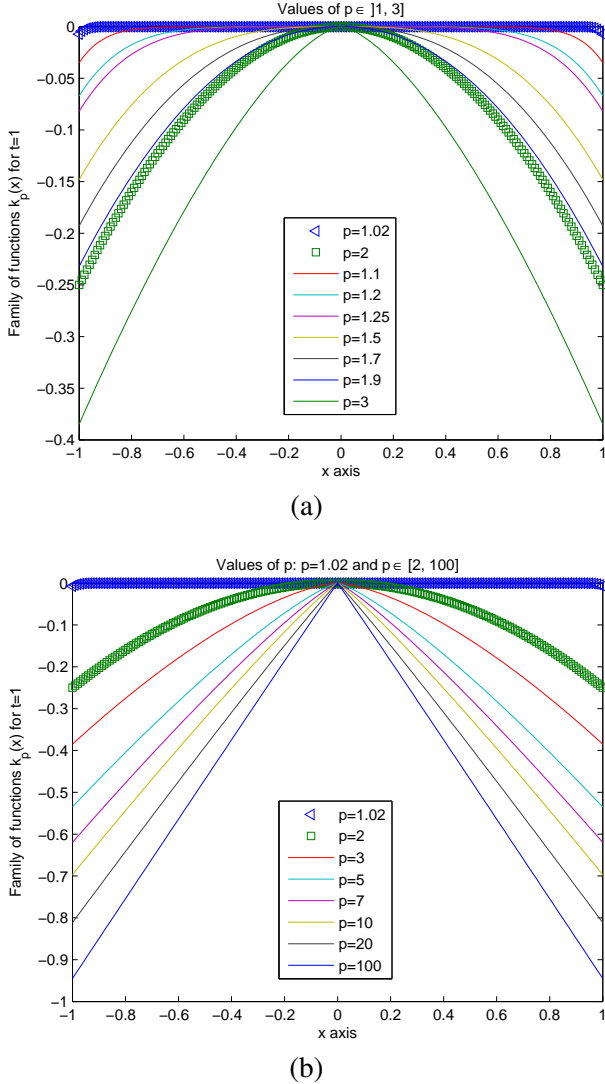 Values of p∈ ]1, 3]
0
−0.05
−0.1
−0.15
−0.2
−0.25
−0.3
−0.35
−0.4
Family of functions kp(x) for t=1
p=1.02
p=2
p=1.1
p=1.2
p=1.25
p=1.5
p=1.7
p=1.9
p=3
−1 −0.8 −0.6 −0.4 −0.2 0 0.2 0.4 0.6 0.8 1
x axis
(a)
Values of p: p=1.02 and p∈ [2, 100]
0
−0.1
−0.2
−0.3
−0.4
−0.5
−0.6
−0.7
−0.8
−0.9
−1
Family of functions kp(x) for t=1
p=1.02
p=2
p=3
p=5
p=7
p=10
p=20
p=100
−1 −0.8 −0.6 −0.4 −0.2 0 0.2 0.4 0.6 0.8 1
x axis
(b)